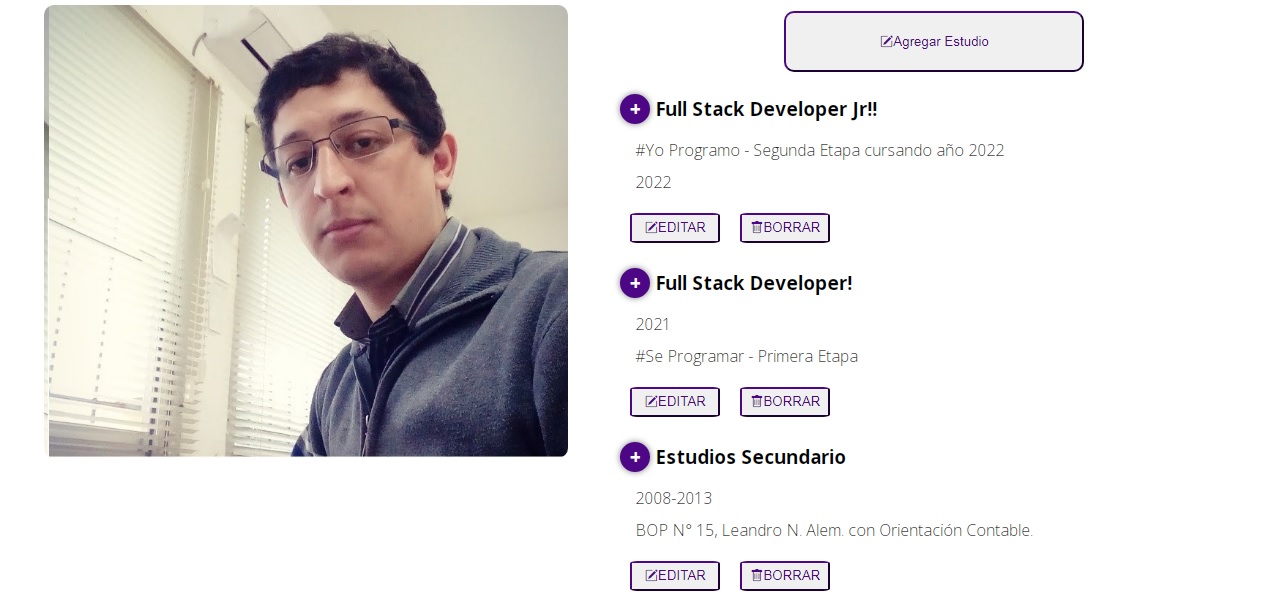 Agregar Estudio
+ Full Stack Developer Jr!!
#Yo Programo - Segunda Etapa cursando año 2022
2022
EDITAR BORRAR
+ Full Stack Developer!
2021
#Se Programar - Primera Etapa
EDITAR BORRAR
+ Estudios Secundario
2008-2013
BOP N° 15, Leandro N. Alem. con Orientación Contable.
EDITAR BORRAR